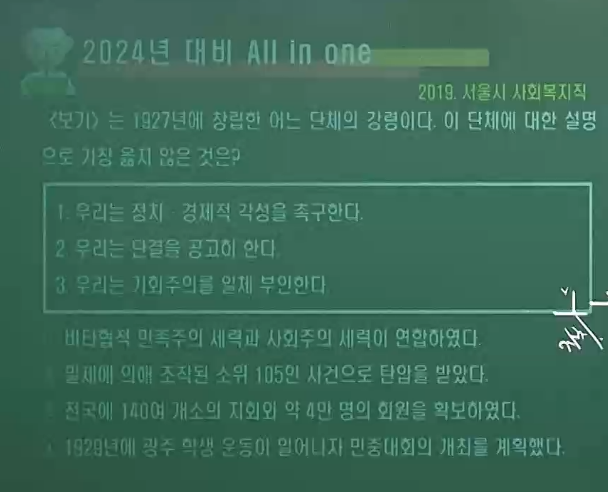 2024년 대비 All in one
2019. 서울시 사회복지직
<보기> 는 1927년에 창립한 어느 단체의 강령이다. 이 단체에 대한 설명
으로 가장 옳지 않은 것은?
1. 우리는 정치·경제적 각성을 촉구한다.
2. 우리는 단결을 공고히 한다.
3. 우리는 기회주의를 일체 부인한다.
비타협적 민족주의 세력과 사회주의 세력이 연합하였다.
일제에 의해 조작된 소위 105인 사건으로 탄압을 받았다.
전국에 140여 개소의 지회와 약 4만 명의 회원을 확보하였다.
1929년에 광주 학생 운동이 일어나자 민중대회의 개최를 계획했다.